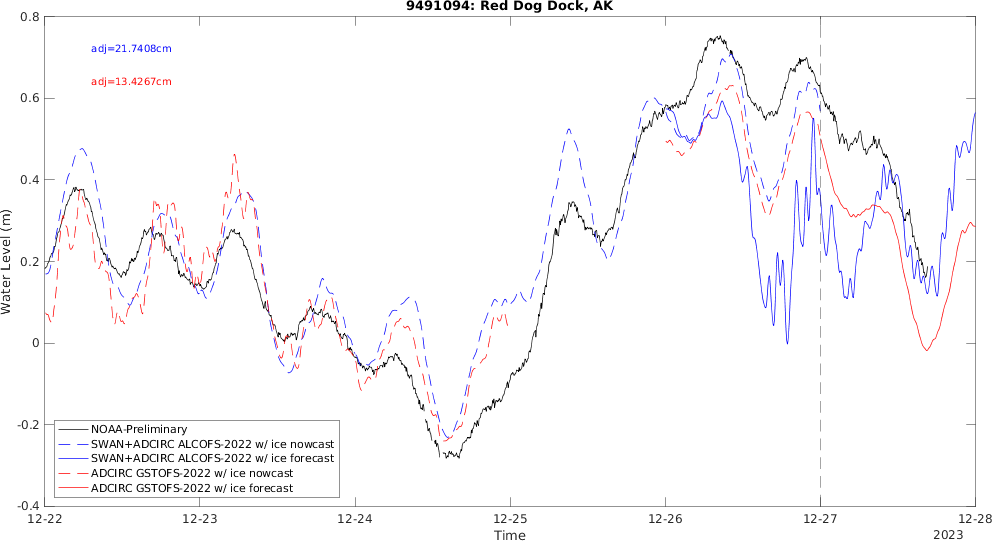 9491094: Red Dog Dock, AK
adj=21.7408cm
adj=13.4267cm
Water Level (m)
0.8
0.6
0.4
0.2
0
-0.2
-0.4
NOAA-Preliminary
SWAN+ADCIRC ALCOFS-2022 w/ ice nowcast
SWAN+ADCIRC ALCOFS-2022 w/ ice forecast
ADCIRC GSTOFS-2022 w/ ice nowcast
ADCIRC GSTOFS-2022 w/ ice forecast
12-22 12-23 12-24 12-25 12-26 12-27 12-28
Time
2023